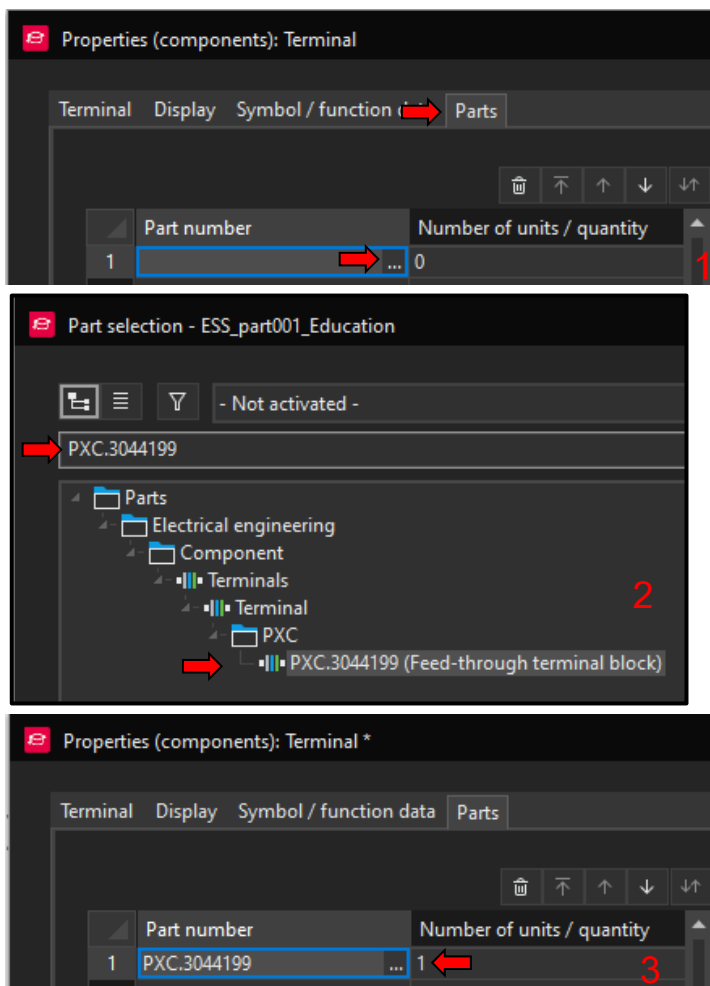 Properties (components): Terminal
Terminal Display Symbol / function Parts
Part number Number of units / quantity
1 ... 0
1
Part selection - ESS_part001_Education
- Not activated -
PXC.3044199
Parts
Electrical engineering
Component
Terminals
Terminal
2
PXC
PXC.3044199 (Feed-through terminal block)
Properties (components): Terminal *
Terminal Display Symbol / function data Parts
Part number Number of units / quantity
1 PXC.3044199 ... 1
3